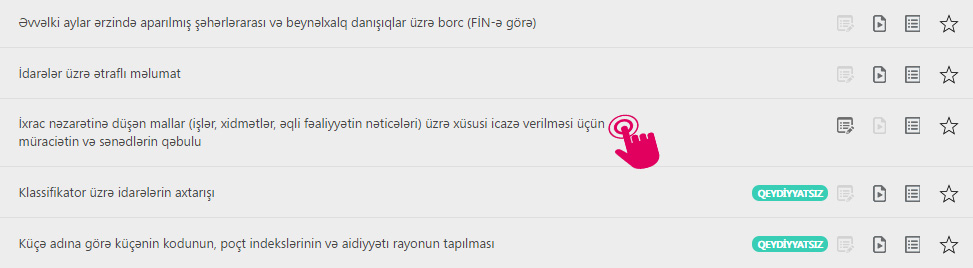 Əvvəlki aylar ərzində aparılmış şəhərlərarası və beynəlxalq danışıqlar üzrə borc (FİN-ə görə)
İdarələr üzrə ətraflı məlumat
İxrac nəzarətinə düşən mallar (işlər, xidmətlər, əqli fəaliyyətin nəticələri) üzrə xüsusi icazə verilməsi üçün
müraciətin və sənədlərin qəbulu
Klassifikator üzrə idarələrin axtarışı QEYDİYYATSIZ
Küçə adına görə küçənin kodunun, poçt indekslərinin və aidiyyətı rayonun tapılması QEYDİYYATSIZ